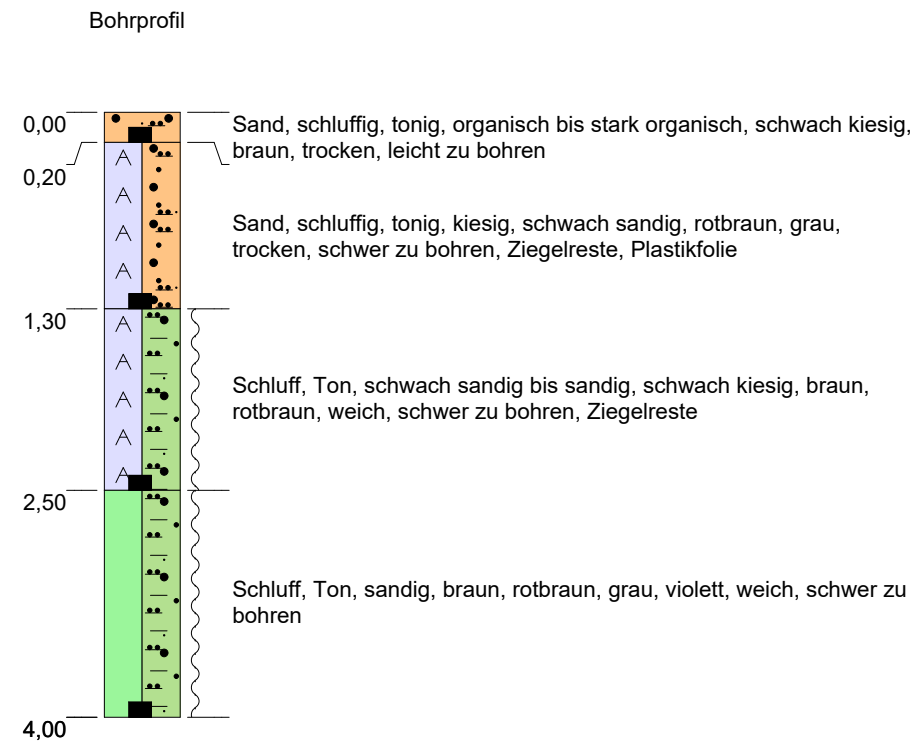 Bohrprofil
0,00
Sand, schluffig, tonig, organisch bis stark organisch, schwach kiesig,
braun, trocken, leicht zu bohren
0,20
Sand, schluffig, tonig, kiesig, schwach sandig, rotbraun, grau,
trocken, schwer zu bohren, Ziegelreste, Plastikfolie
1,30
Schluff, Ton, schwach sandig bis sandig, schwach kiesig, braun,
rotbraun, weich, schwer zu bohren, Ziegelreste
2,50
Schluff, Ton, sandig, braun, rotbraun, grau, violett, weich, schwer zu
bohren
4,00
A
A
A
A
A
A
A
A
A